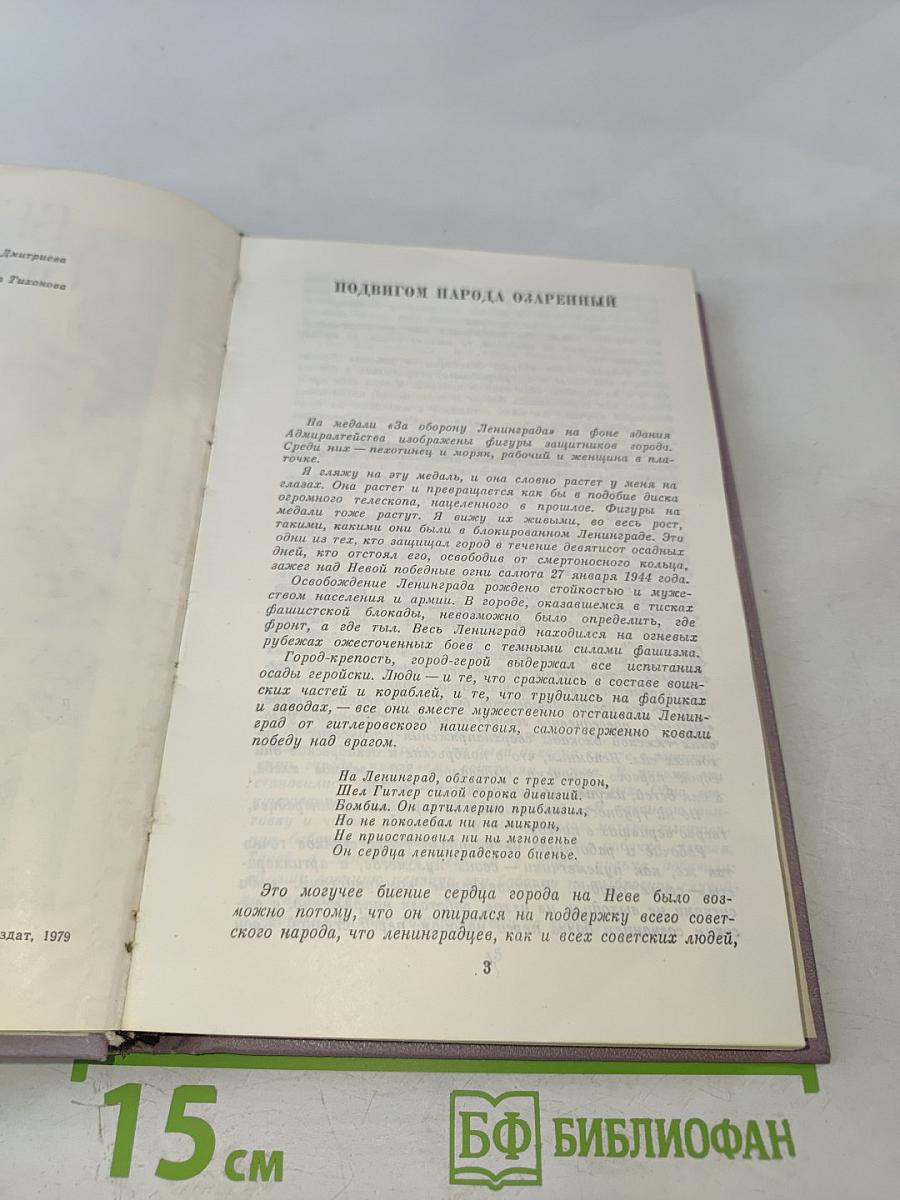 Дмитриева
Тихонова
здат, 1979
ПОДВИГОМ НАРОДА ОЗАРЕННЫЙ
На медали «За оборону Ленинграда» на фоне здания
Адмиралтейства изображены фигуры защитников города.
Среди них — пехотинец и моряк, рабочий и женщина в пла-
точке.
Я гляжу на эту медаль, и она словно растет у меня на
глазах. Она растет и превращается как бы в подобие диска
огромного телескопа, нацеленного в прошлое. Фигуры на
медали тоже растут. Я вижу их живыми, во весь рост,
такими, какими они были в блокированном Ленинграде. Это
одни из тех, кто защищал город в течение девятисот осадных
дней, кто отстоял его, освободив от смертоносного кольца,
зажег над Невой победные огни салюта 27 января 1944 года.
Освобождение Ленинграда рождено стойкостью и муже-
ством населения и армии. В городе, оказавшемся в тисках
фашистской блокады, невозможно было определить, где
фронт, а где тыл. Весь Ленинград находился на огневых
рубежах ожесточенных боев с темными силами фашизма.
Город-крепость, город-герой выдержал все испытания
осады геройски. Люди — и те, что сражались в составе воин-
ских частей и кораблей, и те, что трудились на фабриках
и заводах, — все они вместе мужественно отстаивали Ленин-
град от гитлеровского нашествия, самоотверженно ковали
победу над врагом.
На Ленинград, обхватом с трех сторон,
Шел Гитлер силой сорока дивизий.
Бомбил. Он артиллерию приблизил,
Но не поколебал ни на микрон,
Не приостановил ни на мгновенье
Он сердца ленинградского биенье.
Это могучее биение сердца города на Неве было воз-
можно потому, что он опирался на поддержку всего совет-
ского народа, что ленинградцев, как и всех советских людей,
3
15 см
БФ БИБЛИОФАН